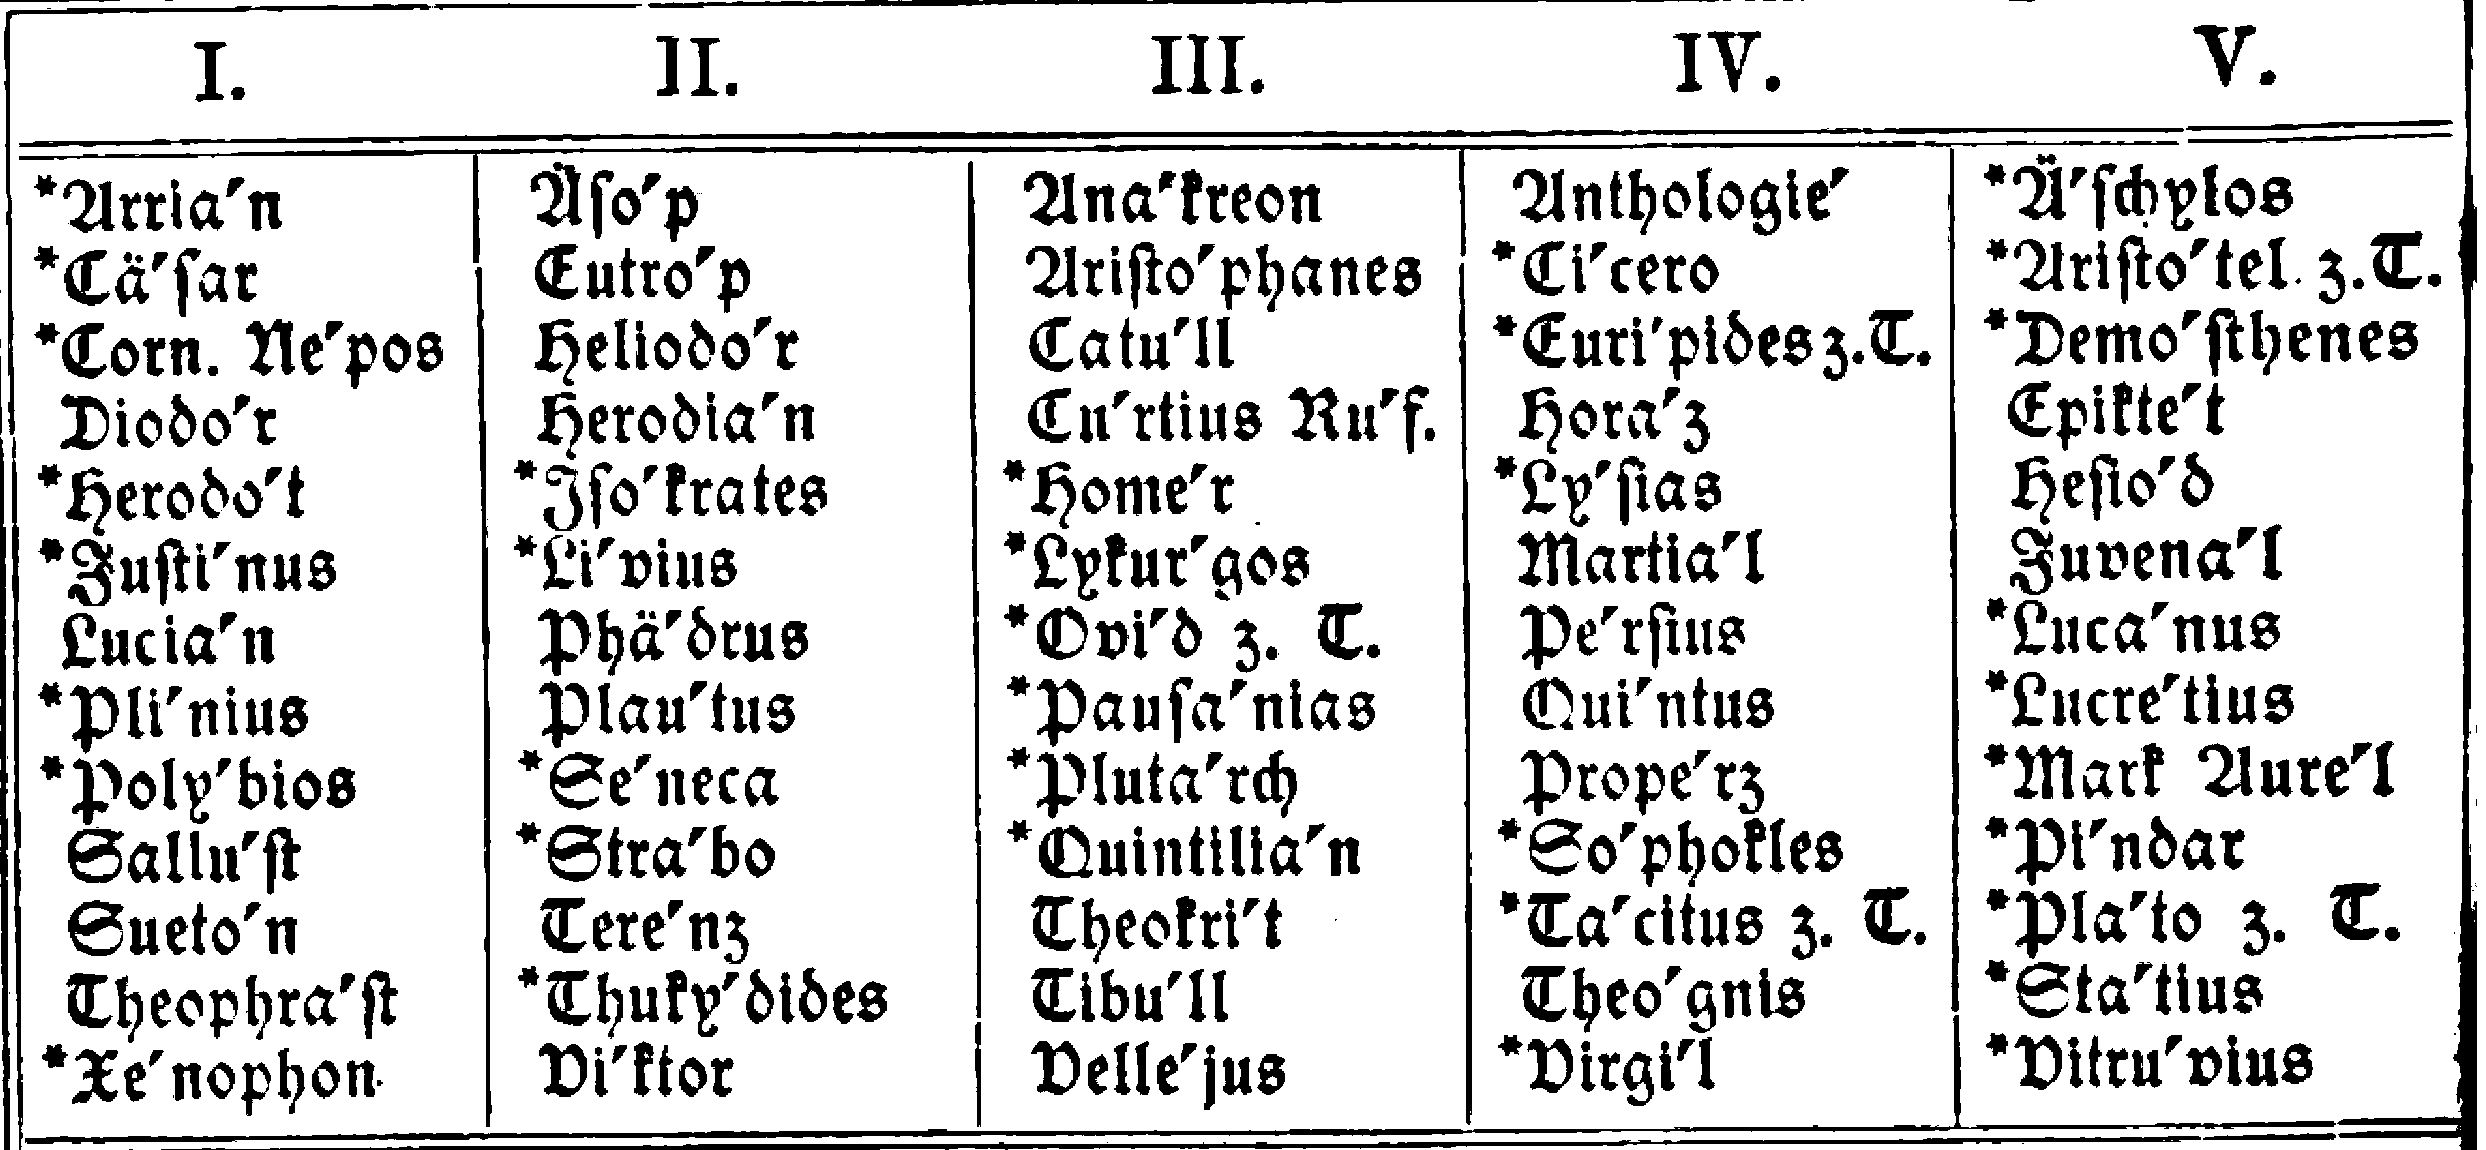 I. II. III. IV. V.
*Arria′n Äſo′p Ana′kreon Anthologie′ *Ä′ſchylos
*Cä′ſar Eutro′p Ariſto′phanes *Ci′cero *Ariſto′tel. z. T.
*Corn. Ne′pos Heliodo′r Catu′ll *Euri′pides z. T. *Demo′ſthenes
Diodo′r Herodia′n Cu′rtius Ru′f. Hora′z Epikte′t
*Herodo′t *Iſo′krates *Home′r *Ly′ſias Heſio′d
*Juſti′nus *Li′vius *Lykur′gos Martia′l Juvena′l
Lucia′n Phä′drus *Ovi′d z. T. Pe′rſius *Luca′nus
*Pli′nius Plau′tus *Pauſa′nias Qui′ntus *Lucre′tius
*Poly′bios *Se′neca *Pluta′rch Prope′rz *Mark Aure′l
Sallu′ſt *Stra′bo *Quintilia′n *So′phokles *Pi′ndar
Sueto′n Tere′nz Theokri′t *Ta′citus z. T. *Pla′to z. T.
Theophra′ſt *Thuky′dides Tibu′ll Theo′gnis *Sta′tius
*Xe′nophon Vi′ktor Velle′jus *Virgi′l *Vitru′vius